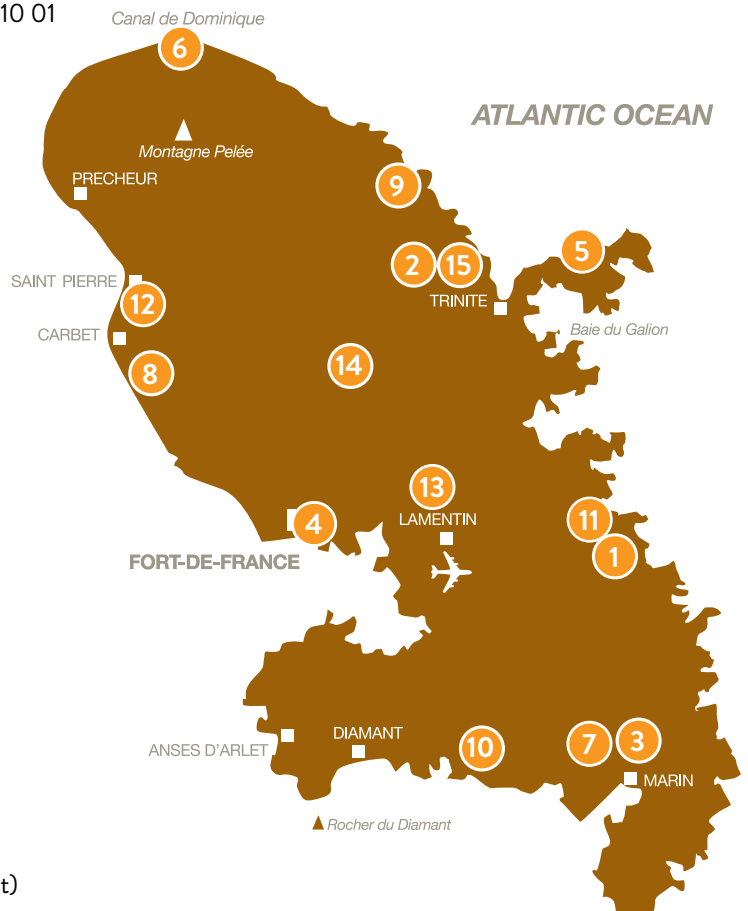 10 01
Canal de Dominique
6
ATLANTIC OCEAN
Montagne Pelée
PRECHEUR
9
5
2
15
SAINT PIERRE
12
TRINITE
CARBET
Baie du Galion
8
14
13
4
LAMENTIN
11
1
FORT-DE-FRANCE
DIAMANT
ANSES D'ARLET
10
7
3
MARIN
Rocher du Diamant
t)